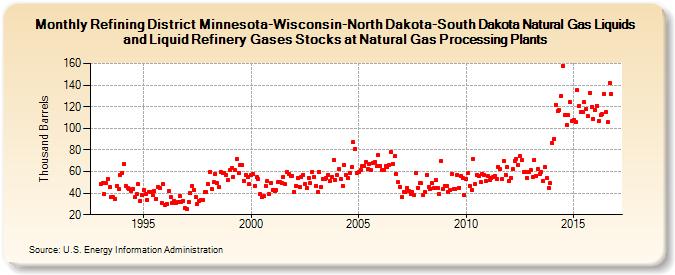 Monthly Refining District Minnesota-Wisconsin-North Dakota-South Dakota Natural Gas Liquids
and Liquid Refinery Gases Stocks at Natural Gas Processing Plants
Thousand Barrels
160
140
120
100
80
60
40
20
1995 2000 2005 2010 2015
Source: U.S. Energy Information Administration